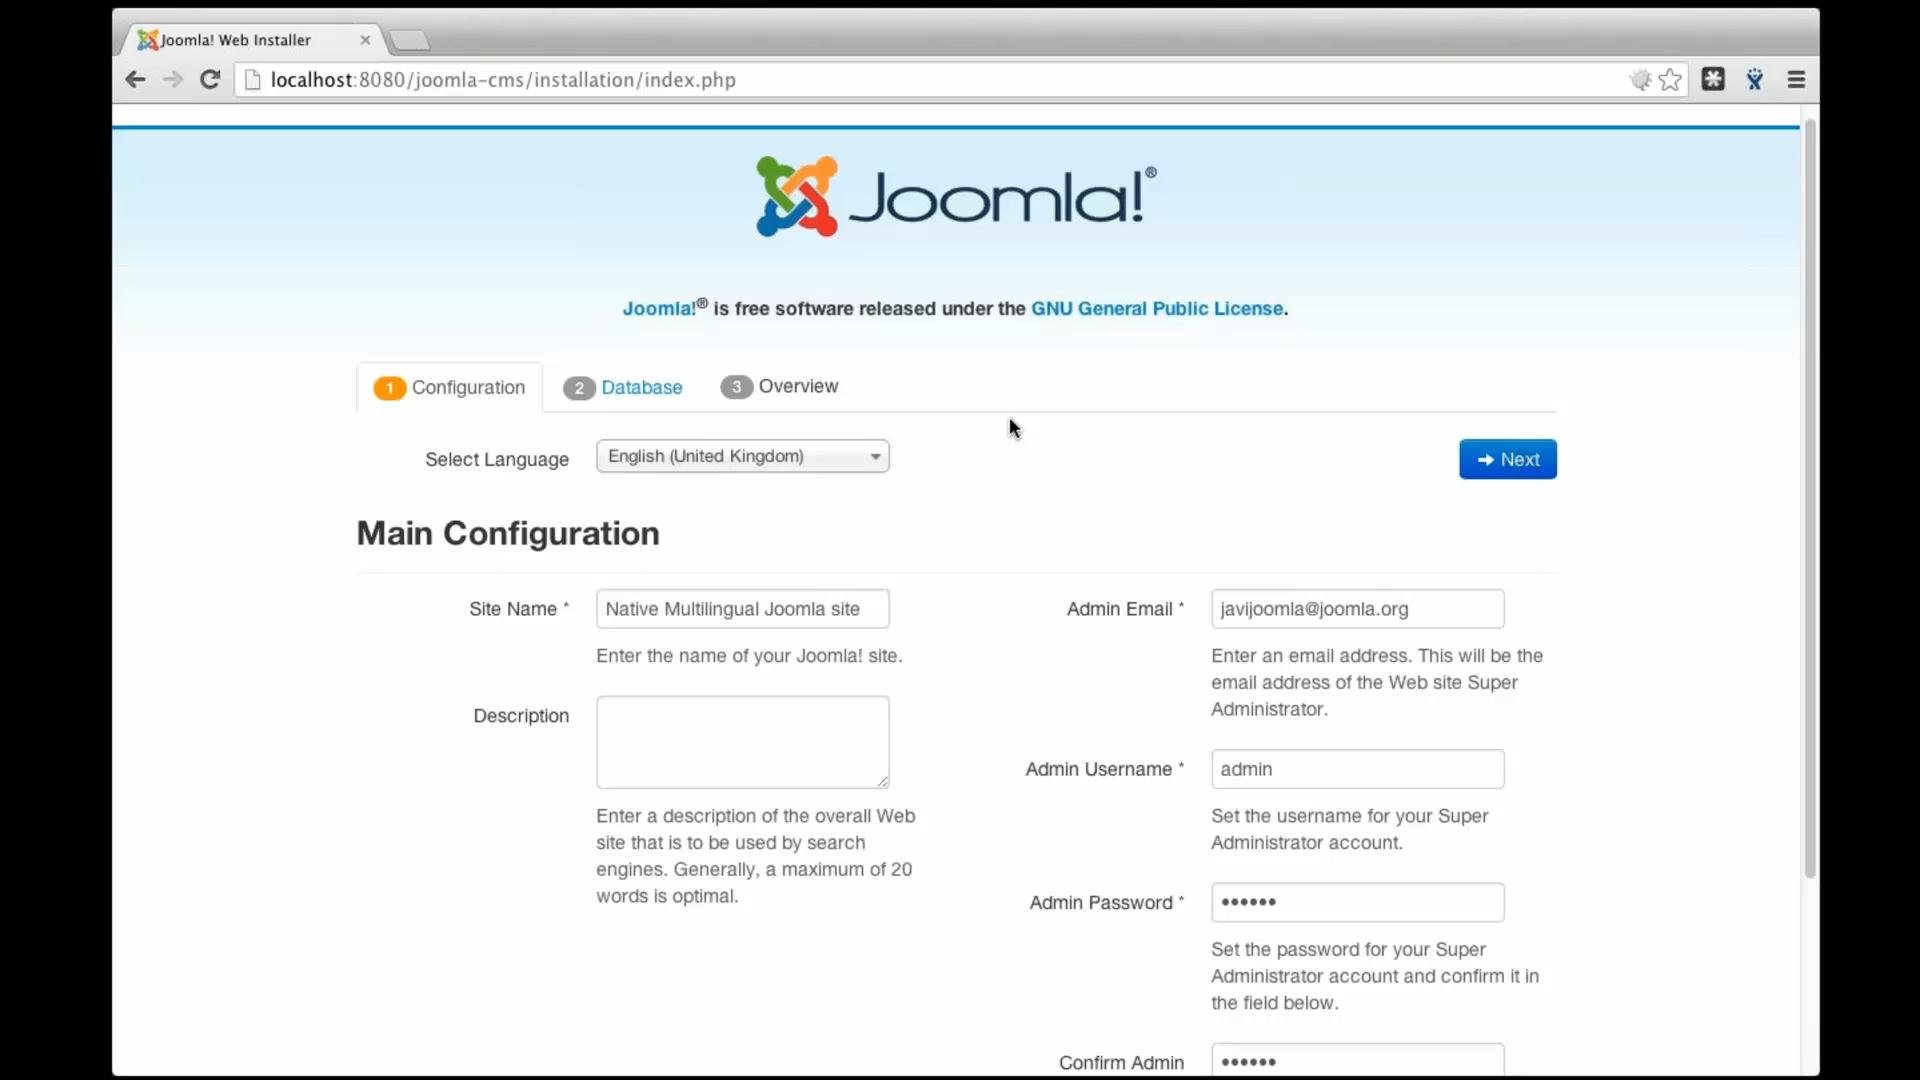 Joomla! Web Installer
localhost:8080/joomla-cms/installation/index.php
Joomla!®
Joomla!® is free software released under the GNU General Public License.
1 Configuration
2 Database
3 Overview
Select Language
English (United Kingdom)
Next
Main Configuration
Site Name *
Native Multilingual Joomla site
Enter the name of your Joomla! site.
Description
Enter a description of the overall Web
site that is to be used by search
engines. Generally, a maximum of 20
words is optimal.
Admin Email *
javijoomla@joomla.org
Enter an email address. This will be the
email address of the Web site Super
Administrator.
Admin Username *
admin
Set the username for your Super
Administrator account.
Admin Password *
••••••
Set the password for your Super
Administrator account and confirm it in
the field below.
Confirm Admin
••••••